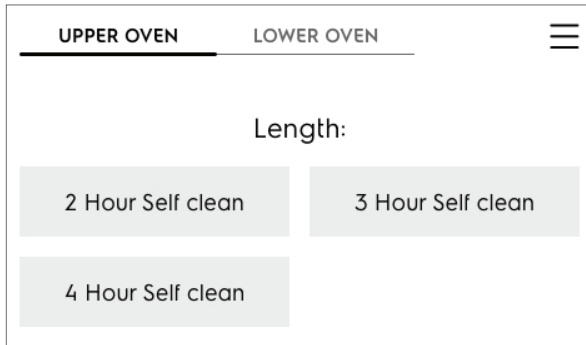 UPPER OVEN LOWER OVEN
Length:
2 Hour Self clean 3 Hour Self clean
4 Hour Self clean